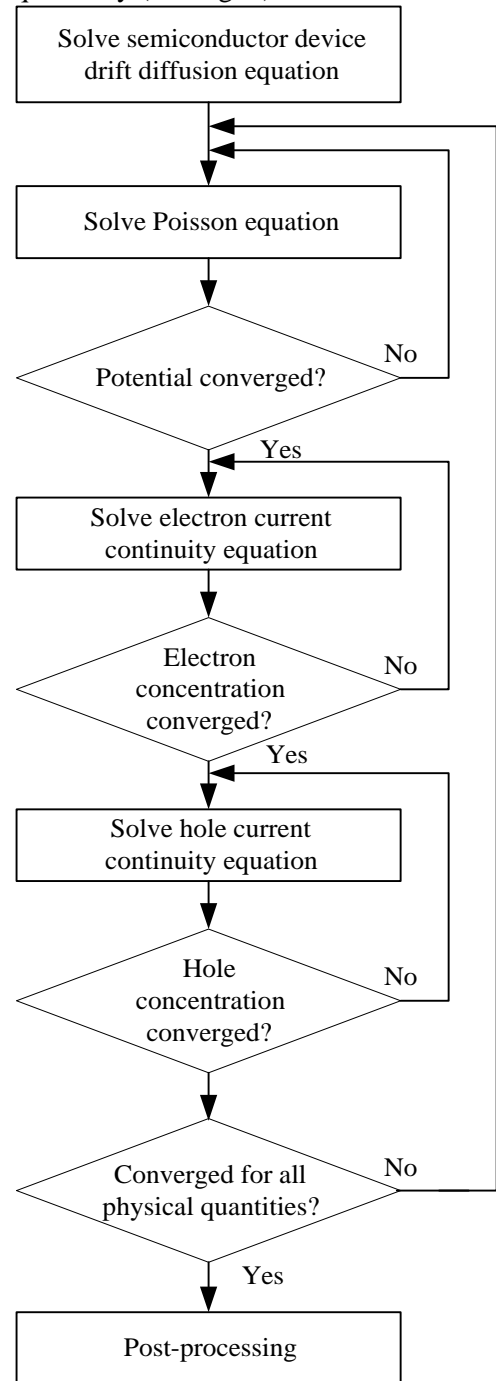 Solve semiconductor device
drift diffusion equation
Solve Poisson equation
No
Potential converged?
Yes
Solve electron current
continuity equation
Electron
No
concentration
converged?
Yes
Solve hole current
continuity equation
Hole
No
concentration
converged?
Converged for all
No
physical quantities?
Yes
Post-processing